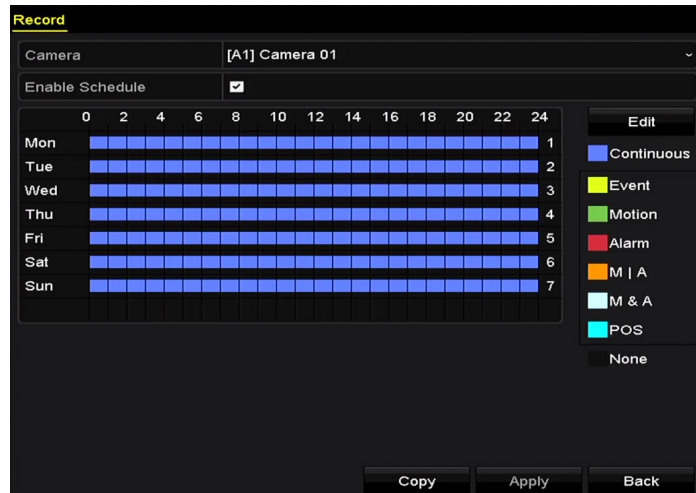 Record
Camera [A1] Camera 01
Enable Schedule
0 2 4 6 8 10 12 14 16 18 20 22 24
Edit
Mon 1
Continuous
Tue 2
Wed 3
Event
Thu 4
Motion
Fri 5
Alarm
Sat 6
M | A
Sun 7
M & A
POS
None
Copy Apply Back